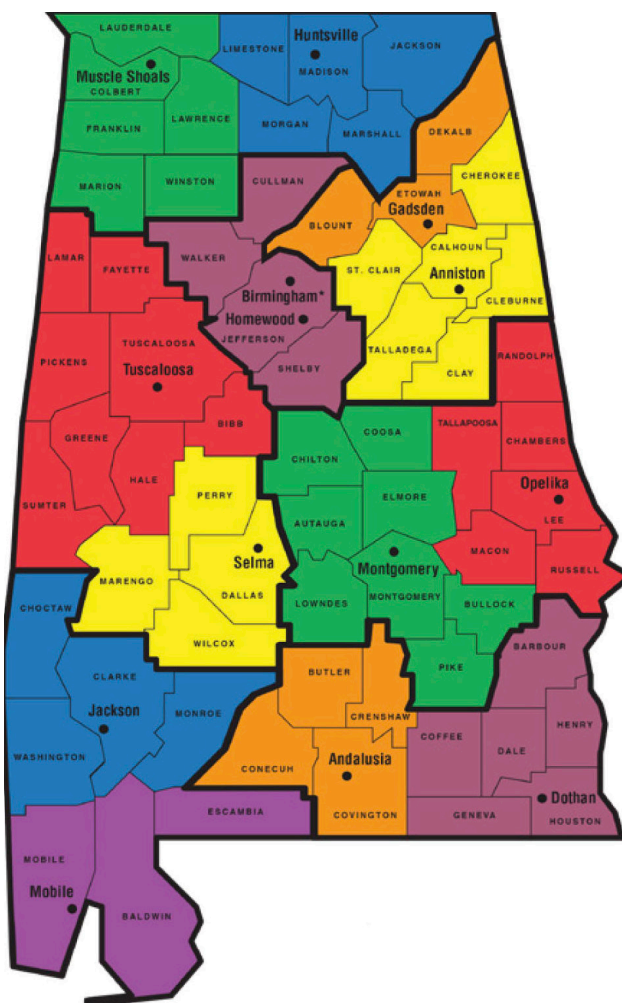 LAUDERDALE
Huntsville
LIMESTONE
JACKSON
Muscle Shoals
MADISON
COLBERT
LAWRENCE
FRANKLIN
MORGAN
MARSHALL
DEKALB
CHEROKEE
MARION
WINSTON
CULLMAN
ETOWAH
Gadsden
BLOUNT
LAMAR
WALKER
CALHOUN
FAYETTE
ST. CLAIR
Anniston
Birmingham*
CLEBURNE
Homewood
JEFFERSON
TUSCALOOSA
TALLADEGA
RANDOLPH
PICKENS
SHELBY
CLAY
Tuscaloosa
BIBB
COOSA
TALLAPOOSA
GREENE
CHAMBERS
CHILTON
HALE
Opelika
PERRY
ELMORE
SUMTER
LEE
AUTAUGA
Selma
MACON
Montgomery
RUSSELL
MARENGO
DALLAS
MONTGOMERY
BULLOCK
LOWNDES
CHOCTAW
WILCOX
BARBOUR
PIKE
CLARKE
BUTLER
Jackson
MONROE
CRENSHAW
HENRY
COFFEE
DALE
WASHINGTON
Andalusia
CONECUH
Dothan
ESCAMBIA
COVINGTON
GENEVA
HOUSTON
MOBILE
Mobile
BALDWIN